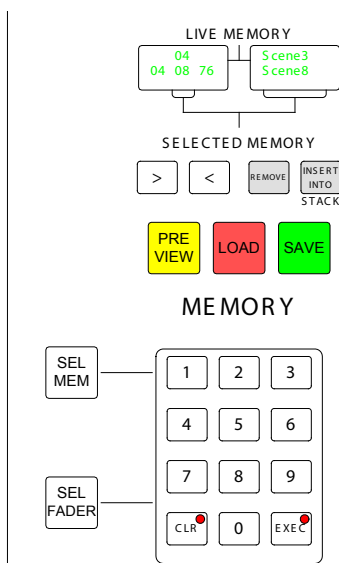 LIVE MEMORY
04
04 08 76
Scene3
Scene8
SELECTED MEMORY
> < REMOVE INSERT INTO
STACK
PRE VIEW LOAD SAVE
MEMORY
SEL MEM
1 2 3
4 5 6
7 8 9
SEL FADER
CLR 0 EXEC